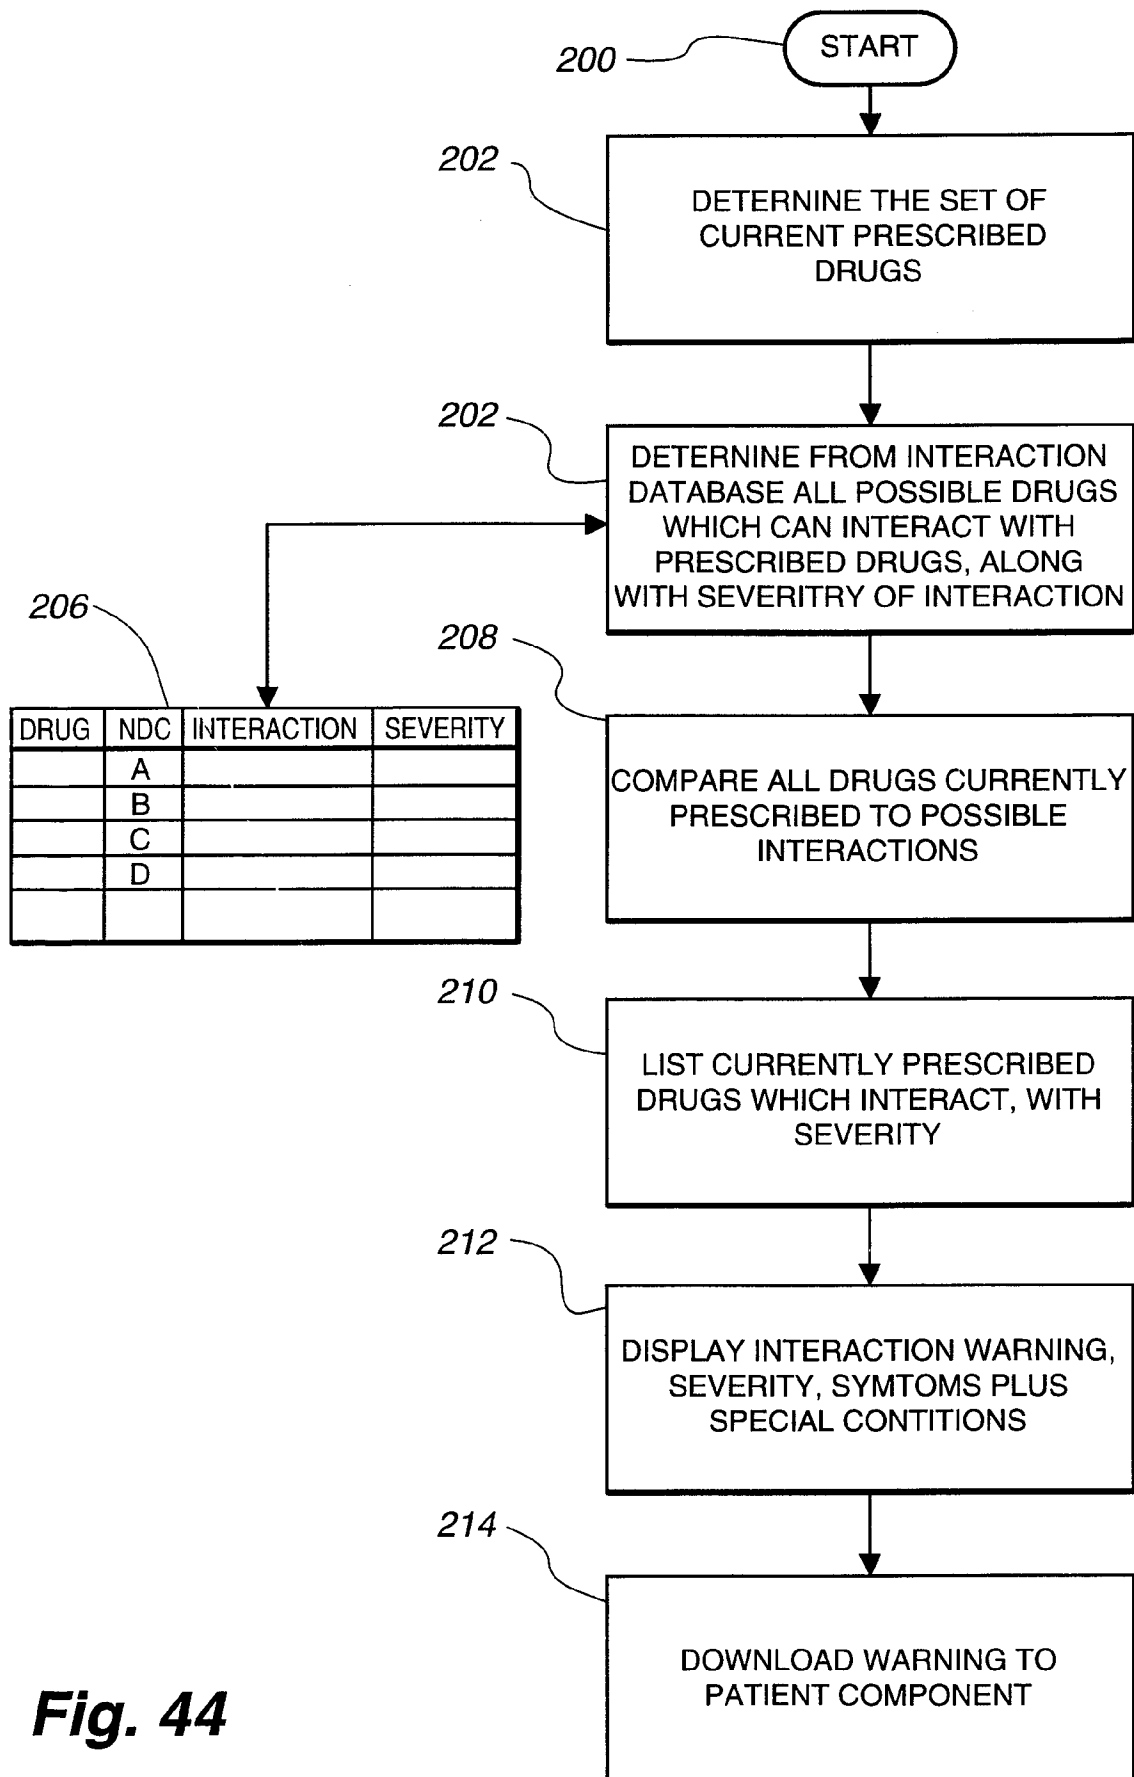 200
START
202
DETERNINE THE SET OF
CURRENT PRESCRIBED
DRUGS
202
DETERNINE FROM INTERACTION
DATABASE ALL POSSIBLE DRUGS
WHICH CAN INTERACT WITH
PRESCRIBED DRUGS, ALONG
WITH SEVERITRY OF INTERACTION
206
DRUG NDC INTERACTION SEVERITY
A
B
C
D
208
COMPARE ALL DRUGS CURRENTLY
PRESCRIBED TO POSSIBLE
INTERACTIONS
210
LIST CURRENTLY PRESCRIBED
DRUGS WHICH INTERACT, WITH
SEVERITY
212
DISPLAY INTERACTION WARNING,
SEVERITY, SYMTOMS PLUS
SPECIAL CONTITIONS
214
DOWNLOAD WARNING TO
PATIENT COMPONENT
Fig. 44